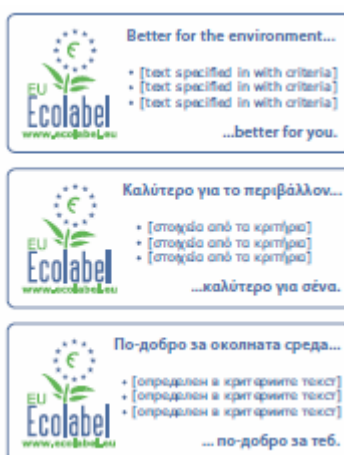 Better for the environment...
• [text specified in with criteria]
• [text specified in with criteria]
• [text specified in with criteria]
...better for you.
EU
Ecolabel
www.ecolabel.eu
Καλύτερο για το περιβάλλον...
• [στοιχεία από τα κριτήρια]
• [στοιχεία από τα κριτήρια]
• [στοιχεία από τα κριτήρια]
...καλύτερο για σένα.
EU
Ecolabel
www.ecolabel.eu
По-добро за околната среда...
• [определен в критериите текст]
• [определен в критериите текст]
• [определен в критериите текст]
... по-добро за теб.
EU
Ecolabel
www.ecolabel.eu